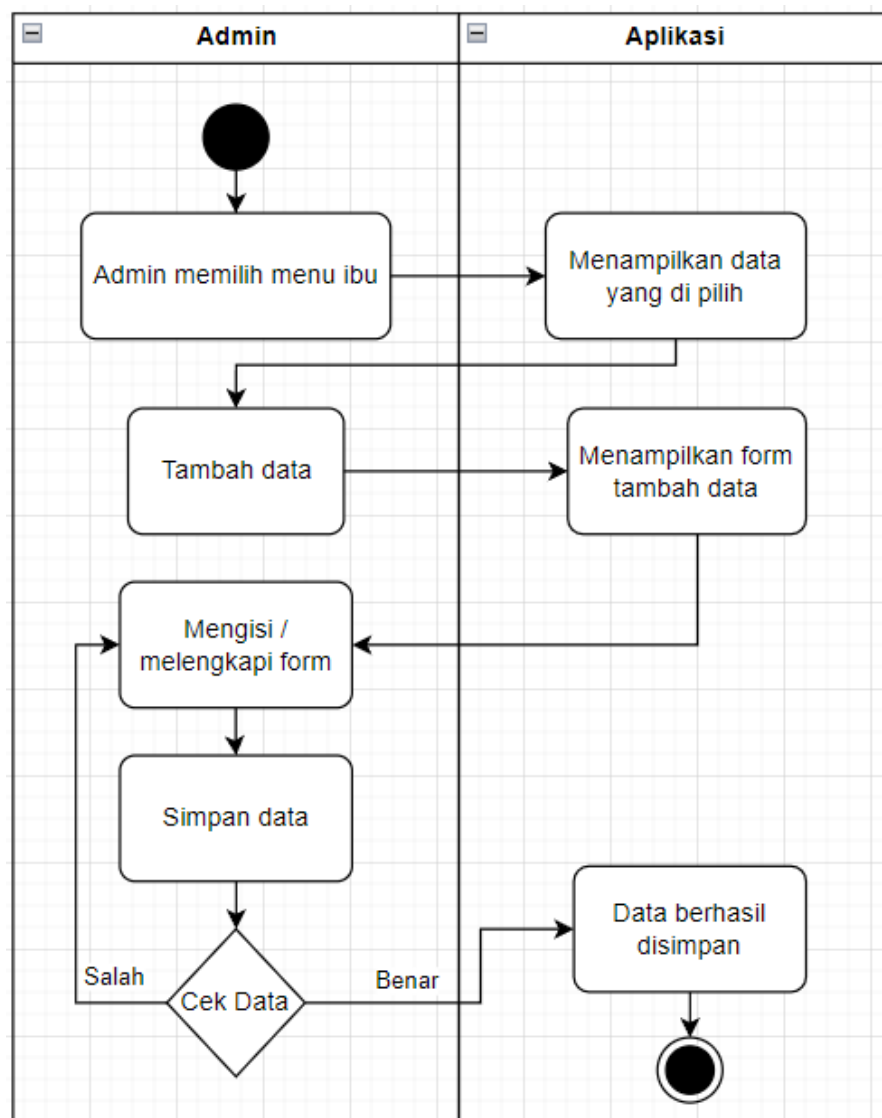 Admin
Aplikasi
Admin memilih menu ibu
Menampilkan data
yang di pilih
Tambah data
Menampilkan form
tambah data
Mengisi /
melengkapi form
Simpan data
Data berhasil
disimpan
Salah
Cek Data
Benar